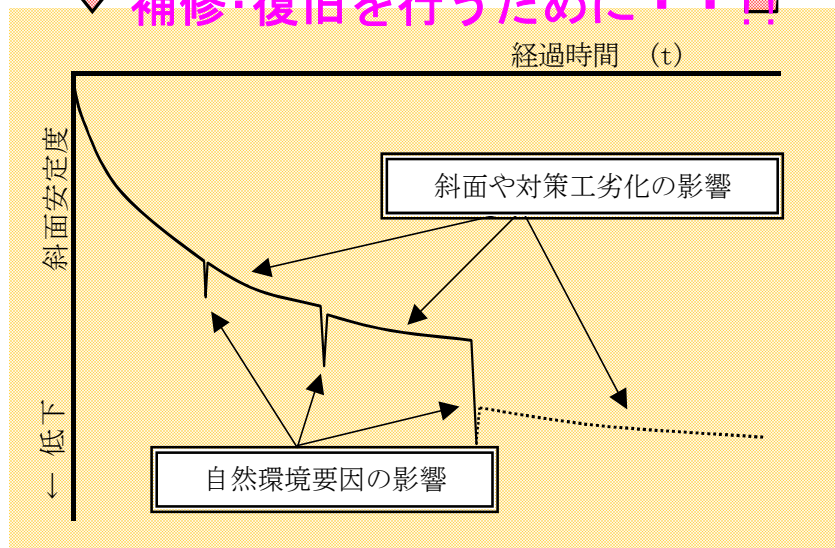 補修・復旧を行うために・・!!
経過時間　(t)
斜面や対策工劣化の影響
斜面安定度
← 低下
自然環境要因の影響